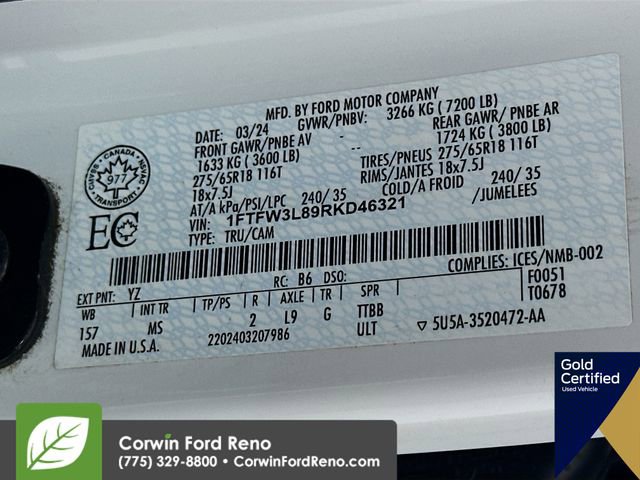 MFD. BY FORD MOTOR COMPANY
DATE: 03/24 GVWR/PNBV: 3266 KG ( 7200 LB)
FRONT GAWR/PNBE AV - REAR GAWR/ PNBE AR
1633 KG ( 3600 LB) -- 1724 KG ( 3800 LB)
275/65R18 116T TIRES/PNEUS 275/65R18 116T
18x7.5J RIMS/JANTES 18x7.5J
AT/A kPa/PSI/LPC 240/ 35 COLD/A FROID 240/ 35
VIN: 1FTFW3L89RKD46321 /JUMELEES
TYPE: TRU/CAM
CANADA
977
TRANSPORT
EC
COMPLIES: ICES/NMB-002
EXT PNT: YZ RC: B6 DSO: F0051
WB INT TR TP/PS R AXLE TR SPR T0678
157 MS 2 L9 G TTBB
MADE IN U.S.A. 2202403207986 ULT ▽ 5U5A-3520472-AA
Gold
Certified
Used Vehicle
Corwin Ford Reno
(775) 329-8800 • CorwinFordReno.com